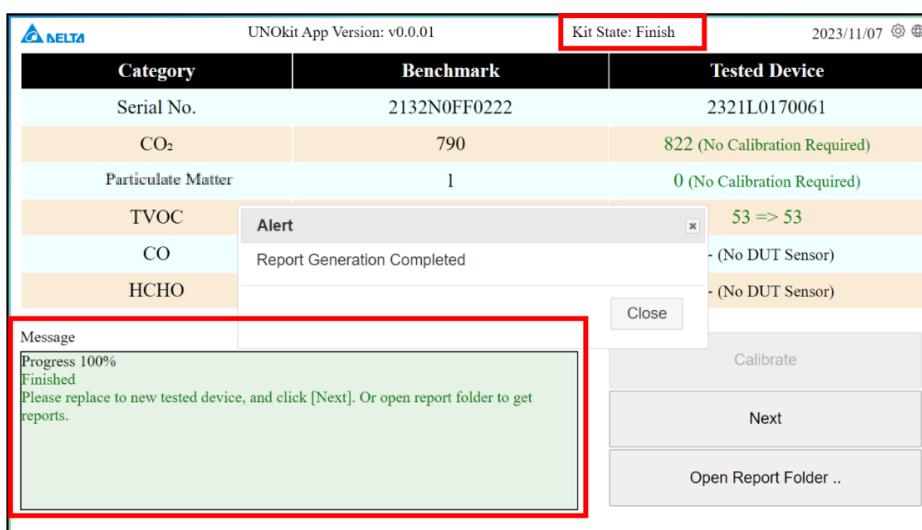 DELTA UNOkit App Version: v0.0.01 Kit State: Finish 2023/11/07
Category Benchmark Tested Device
Serial No. 2132N0FF0222 2321L0170061
CO₂ 790 822 (No Calibration Required)
Particulate Matter 1 0 (No Calibration Required)
TVOC 53 => 53
CO - (No DUT Sensor)
HCHO - (No DUT Sensor)
Alert
Report Generation Completed
Close
Message
Progress 100%
Finished
Please replace to new tested device, and click [Next]. Or open report folder to get
reports.
Calibrate
Next
Open Report Folder ..